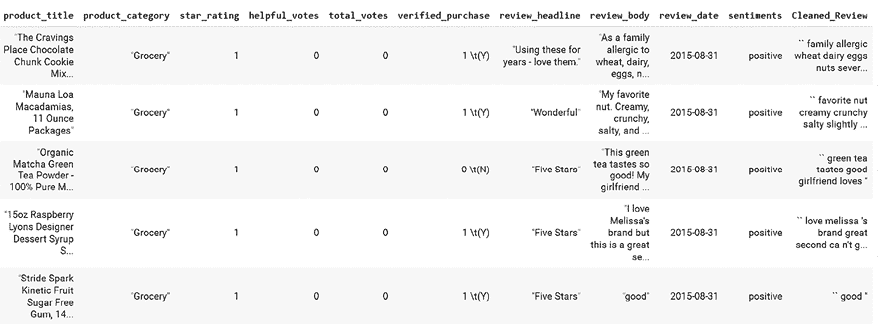 product_title product_category star_rating helpful_votes total_votes verified_purchase review_headline review_body review_date sentiments Cleaned_Review
"The Cravings Place Chocolate Chunk Cookie Mix... "Grocery" 1 0 0 1 \t(Y) "Using these for years - love them." "As a family allergic to wheat, dairy, eggs, n... 2015-08-31 positive `` family allergic wheat dairy eggs nuts sever...
"Mauna Loa Macadamias, 11 Ounce Packages" "Grocery" 1 0 0 1 \t(Y) "Wonderful" "My favorite nut. Creamy, crunchy, salty, and ... 2015-08-31 positive `` favorite nut creamy crunchy salty slightly ...
"Organic Matcha Green Tea Powder - 100% Pure M... "Grocery" 1 0 0 0 \t(N) "Five Stars" "This green tea tastes so good! My girlfriend ... 2015-08-31 positive `` green tea tastes good girlfriend loves "
"15oz Raspberry Lyons Designer Dessert Syrup S... "Grocery" 1 0 0 1 \t(Y) "Five Stars" "I love Melissa's brand but this is a great se... 2015-08-31 positive `` love melissa 's brand great second ca n't g...
"Stride Spark Kinetic Fruit Sugar Free Gum, 14... "Grocery" 1 0 0 1 \t(Y) "Five Stars" "good" 2015-08-31 positive `` good "